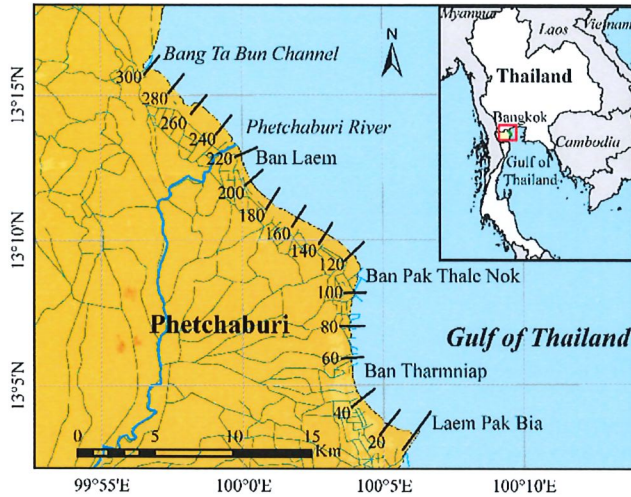 Bang Ta Bun Channel
300
280
260
240
Phetchaburi River
220
Ban Laem
200
180
160
140
120
Ban Pak Thale Nok
100
Phetchaburi
80
Gulf of Thailand
60
Ban Tharmniap
40
Laem Pak Bia
20
0 5 10 15
Km
N
13°15'N
13°10'N
13°5'N
99°55'E 100°0'E 100°5'E 100°10'E
Myanmar
Laos
Vietnam
Thailand
Bangkok
Cambodia
Gulf of
Thailand